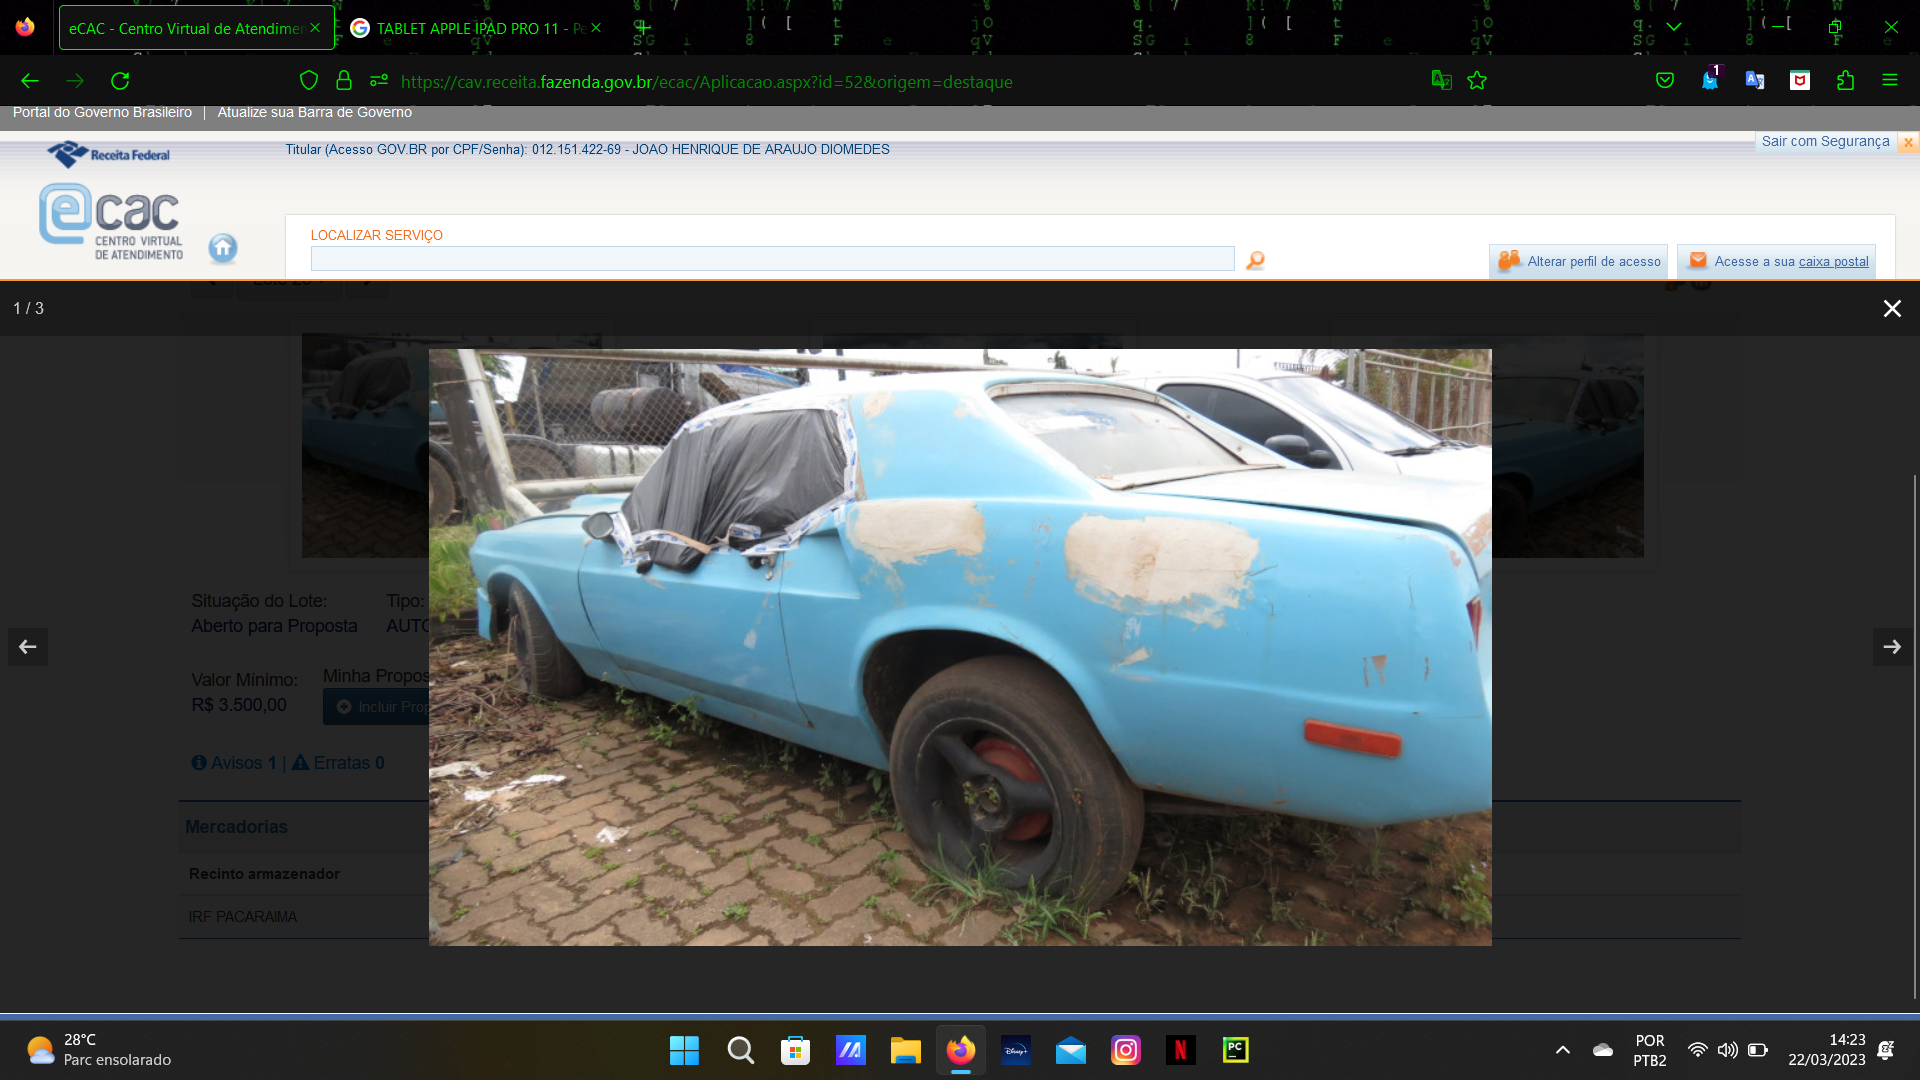 eCAC - Centro Virtual de Atendimen
TABLET APPLE IPAD PRO 11 - Pe
https://cav.receita.fazenda.gov.br/ecac/Aplicacao.aspx?id=52&origem=destaque
1
Portal do Governo Brasileiro | Atualize sua Barra de Governo
Receita Federal
Titular (Acesso GOV.BR por CPF/Senha): 012.151.422-69 - JOAO HENRIQUE DE ARAUJO DIOMEDES
Sair com Segurança
ecac
CENTRO VIRTUAL
DE ATENDIMENTO
LOCALIZAR SERVIÇO
Alterar perfil de acesso
Acesse a sua caixa postal
1 / 3
Situação do Lote:
Tipo:
Aberto para Proposta
AUTO
Valor Mínimo:
Minha Propos
R$ 3.500,00
Incluir Prop
Avisos 1 | Erratas 0
Mercadorias
Recinto armazenador
IRF PACARAIMA
28°C
Parc ensolarado
Disney+
N
PC
POR
PTB2
14:23
22/03/2023